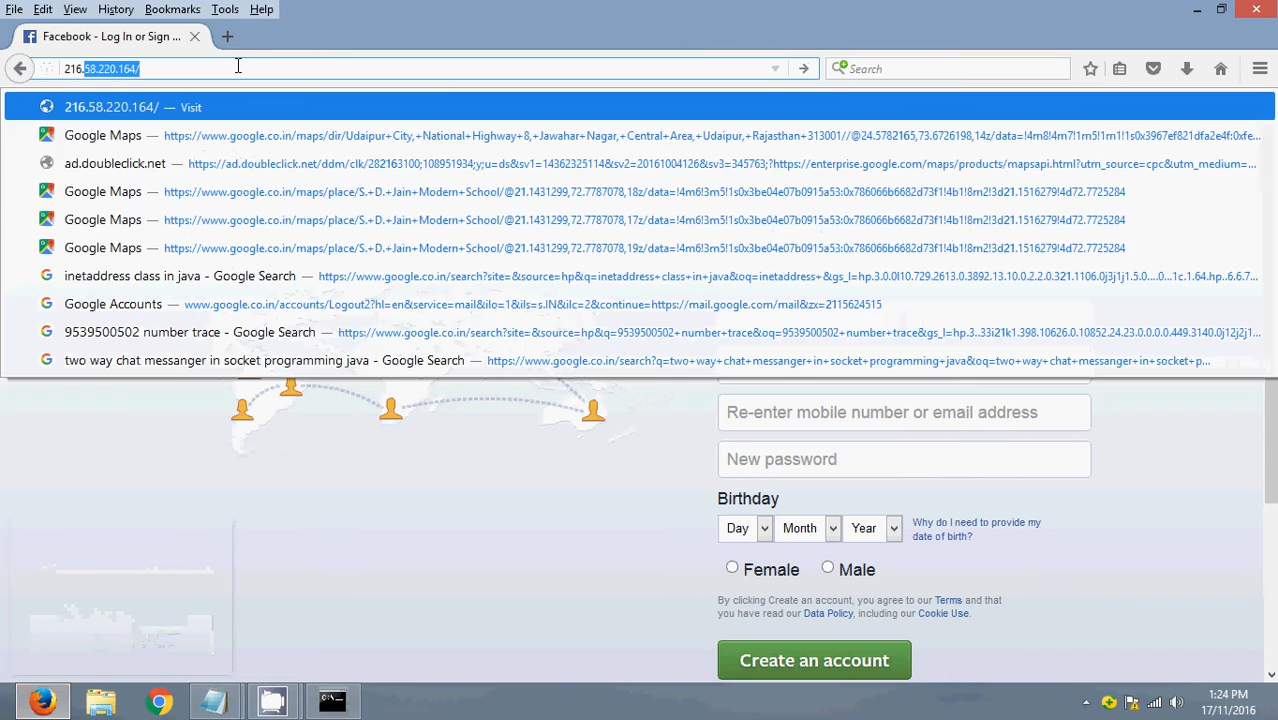 File Edit View History Bookmarks Tools Help
Facebook - Log In or Sign ...
216.58.220.164/
Search
216.58.220.164/ — Visit
Google Maps — https://www.google.co.in/maps/dir/Udaipur+City,+National+Highway+8,+Jawahar+Nagar,+Central+Area,+Udaipur,+Rajasthan+313001//@24.5782165,73.6726198,14z/data=!4m8!4m7!1m5!1m1!1s0x3967ef821dfa2e4f:0xfe...
ad.doubleclick.net — https://ad.doubleclick.net/ddm/clk/282163100;108951934;y;u=ds&sv1=14362325114&sv2=20161004126&sv3=345763;?https://enterprise.google.com/maps/products/mapsapi.html?utm_source=cpc&utm_medium=...
Google Maps — https://www.google.co.in/maps/place/S.+D.+Jain+Modern+School/@21.1431299,72.7787078,18z/data=!4m6!3m5!1s0x3be04e07b0915a53:0x786066b6682d73f1!4b1!8m2!3d21.1516279!4d72.7725284
Google Maps — https://www.google.co.in/maps/place/S.+D.+Jain+Modern+School/@21.1431299,72.7787078,17z/data=!4m6!3m5!1s0x3be04e07b0915a53:0x786066b6682d73f1!4b1!8m2!3d21.1516279!4d72.7725284
Google Maps — https://www.google.co.in/maps/place/S.+D.+Jain+Modern+School/@21.1431299,72.7787078,19z/data=!4m6!3m5!1s0x3be04e07b0915a53:0x786066b6682d73f1!4b1!8m2!3d21.1516279!4d72.7725284
inetaddress class in java - Google Search — https://www.google.co.in/search?site=&source=hp&q=inetaddress+class+in+java&oq=inetaddress+&gs_l=hp.3.0.0l10.729.2613.0.3892.13.10.0.2.2.0.321.1106.0j3j1j1.5.0....0...1c.1.64.hp..6.6.7...
Google Accounts — www.google.co.in/accounts/Logout2?hl=en&service=mail&ilo=1&ils=s.IN&ilc=2&continue=https://mail.google.com/mail&zx=2115624515
9539500502 number trace - Google Search — https://www.google.co.in/search?site=&source=hp&q=9539500502+number+trace&oq=9539500502+number+trace&gs_l=hp.3..33i21k1.398.10626.0.10852.24.23.0.0.0.0.449.3140.0j12j2j1...
two way chat messanger in socket programming java - Google Search — https://www.google.co.in/search?q=two+way+chat+messanger+in+socket+programming+java&oq=two+way+chat+messanger+in+socket+p...
Re-enter mobile number or email address
New password
Birthday
Day Month Year Why do I need to provide my
date of birth?
Female Male
By clicking Create an account, you agree to our Terms and that
you have read our Data Policy, including our Cookie Use.
Create an account
1:24 PM
17/11/2016